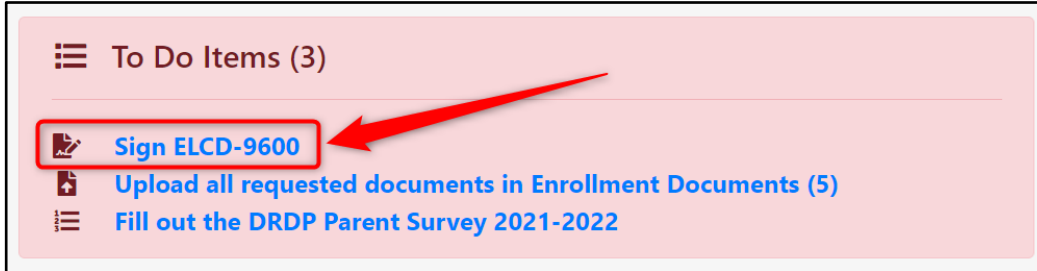 To Do Items (3)
Sign ELCD-9600
Upload all requested documents in Enrollment Documents (5)
Fill out the DRDP Parent Survey 2021-2022